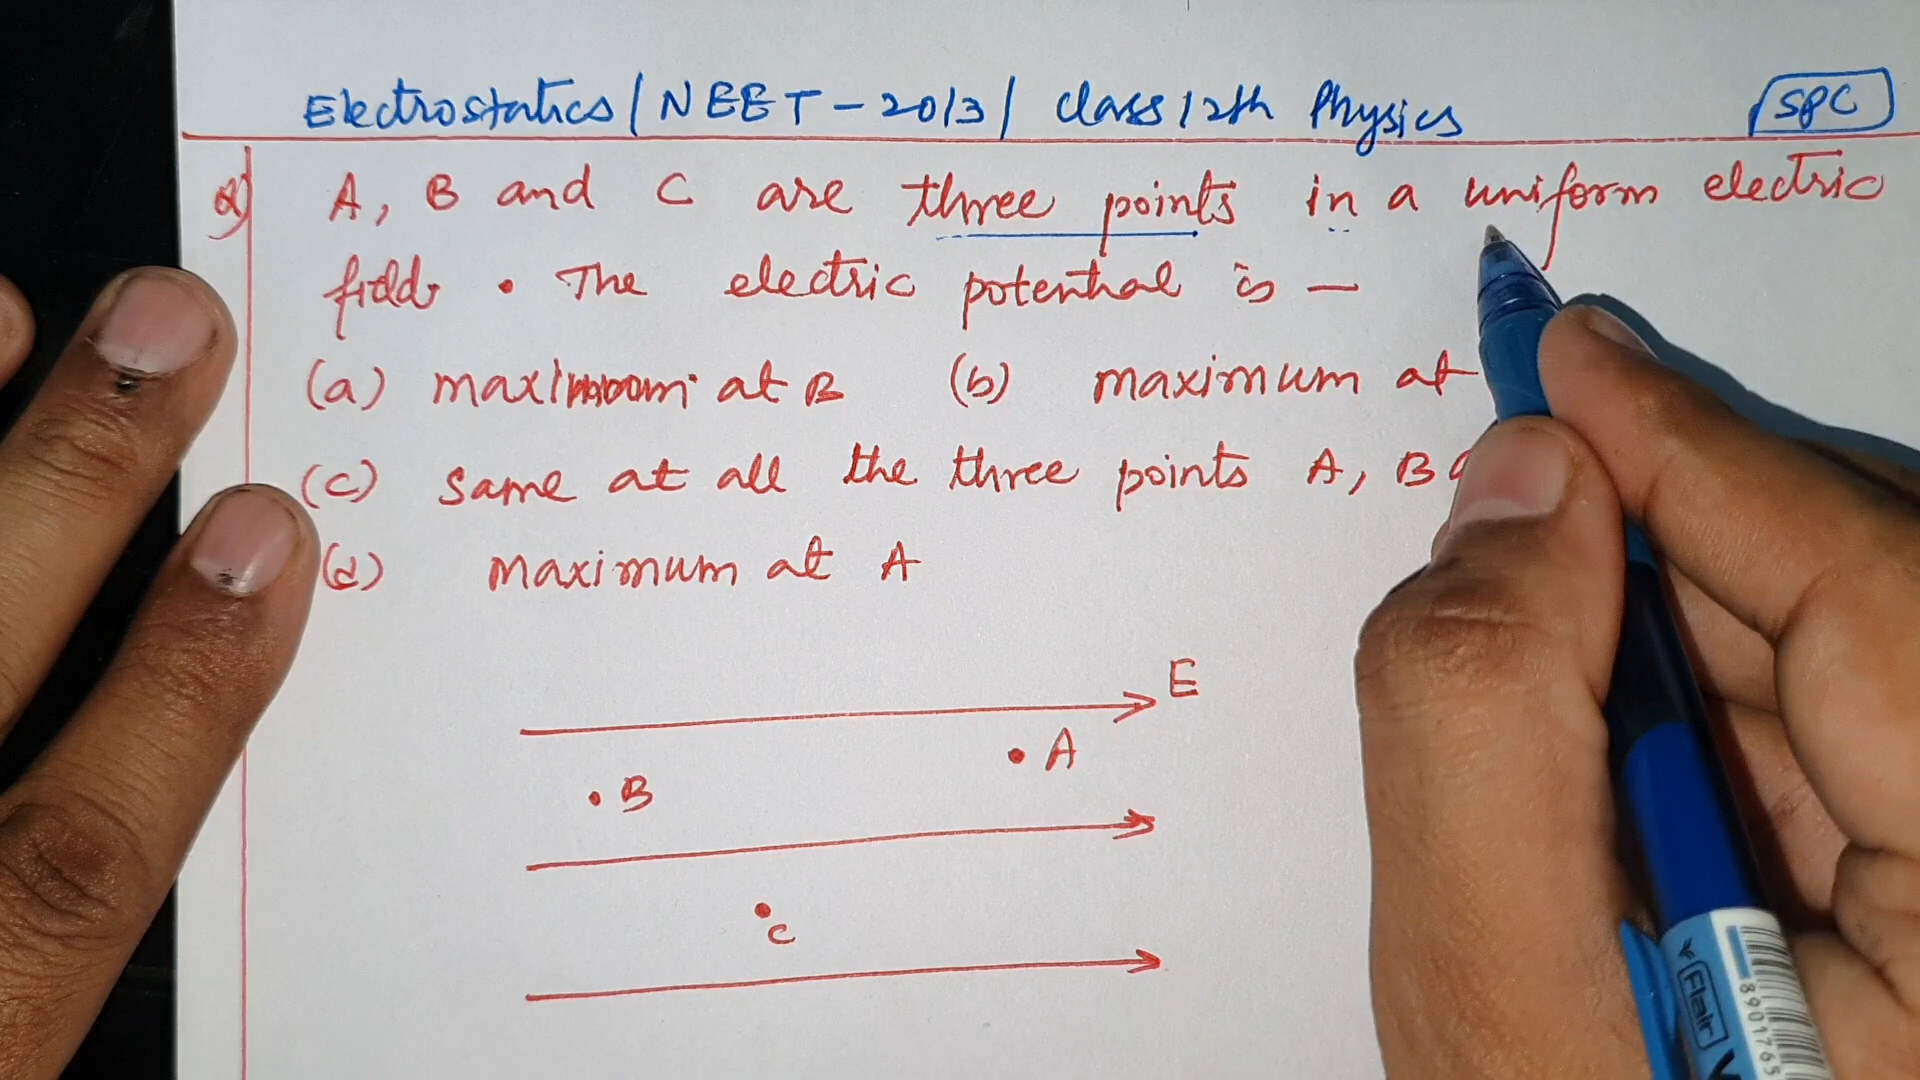 Electrostatics / NEET - 2013 / Class 12th Physics
SPC
Q) A, B and C are three points in a uniform electric
field. The electric potential is —
(a) maximum at B (b) maximum at
(c) same at all the three points A, B
(d) maximum at A
E
A
B
C
Flair
8901765